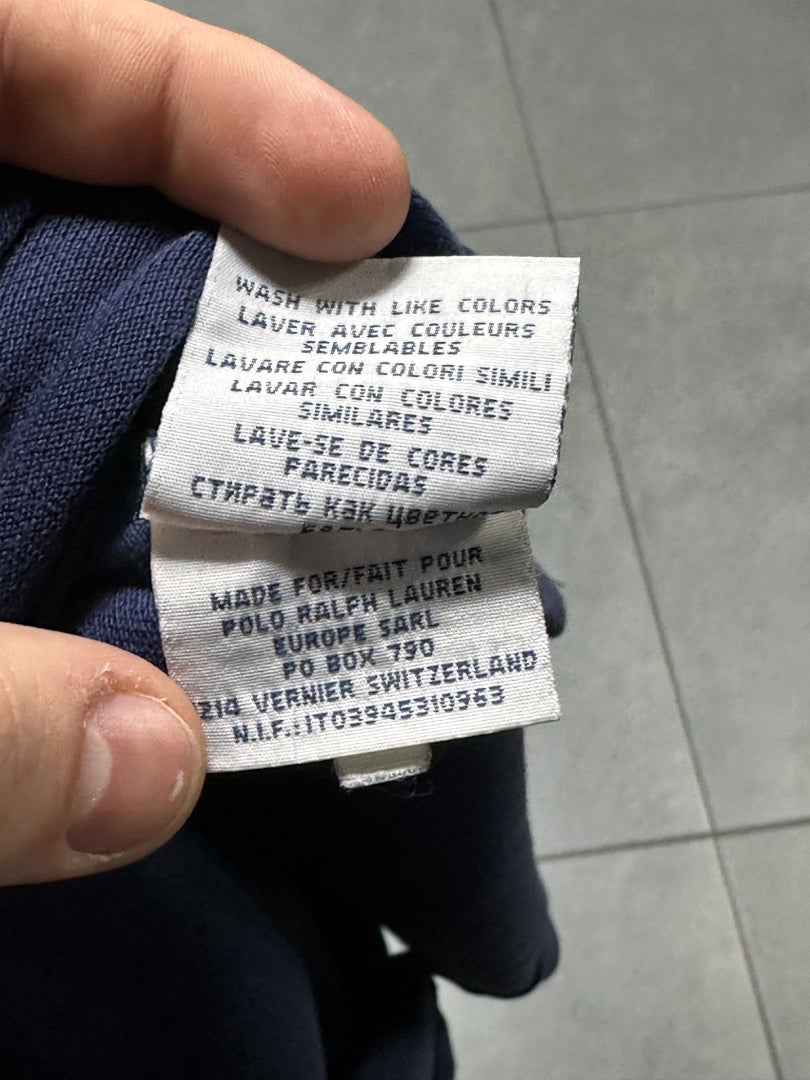 WASH WITH LIKE COLORS
LAVER AVEC COULEURS
SEMBLABLES
LAVARE CON COLORI SIMILI
LAVAR CON COLORES
SIMILARES
LAVE-SE DE CORES
PARECIDAS
СТИРАТЬ КАК ЦВЕТНОЕ
MADE FOR/FAIT POUR
POLO RALPH LAUREN
EUROPE SARL
PO BOX 790
214 VERNIER SWITZERLAND
N.I.F.:IT03945310963